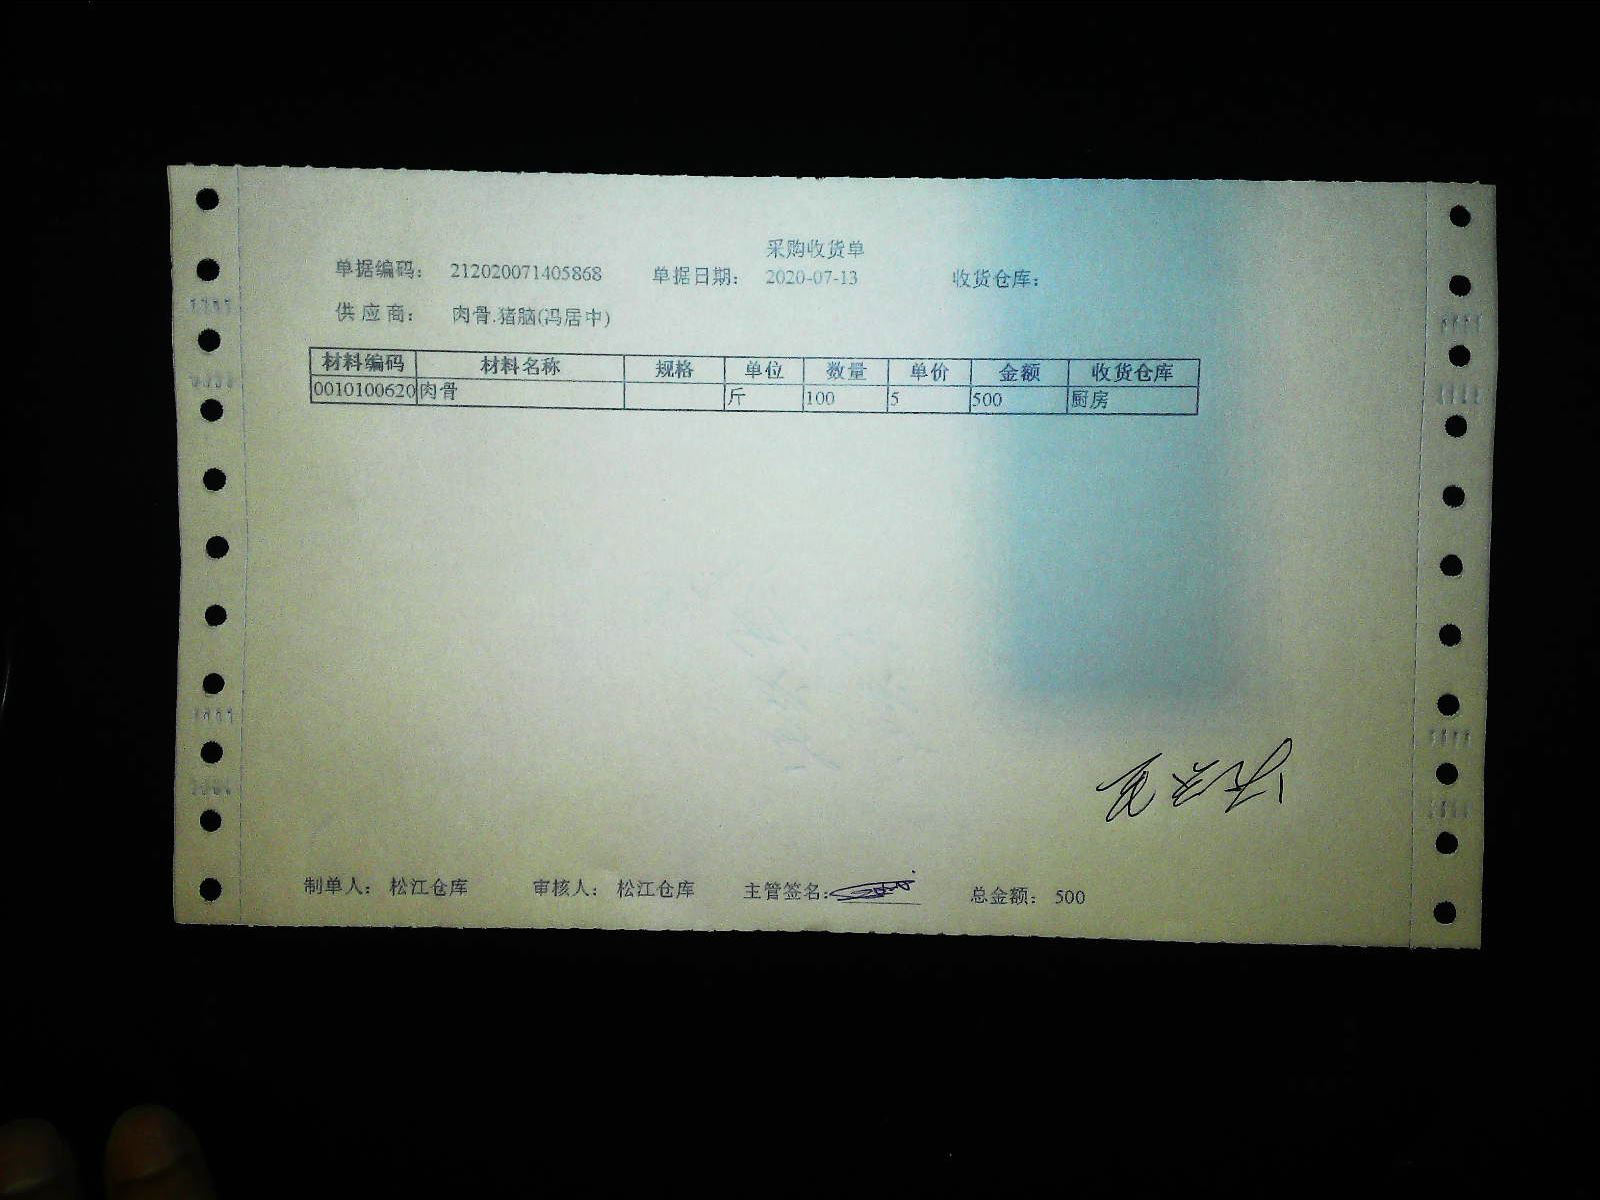 采购收货单
单据编码： 212020071405868 单据日期： 2020-07-13 收货仓库：
供应商： 肉骨.猪脑(冯居中)
材料编码 材料名称 规格 单位 数量 单价 金额 收货仓库
0010100620 肉骨 斤 100 5 500 厨房
制单人： 松江仓库 审核人： 松江仓库 主管签名： 总金额： 500